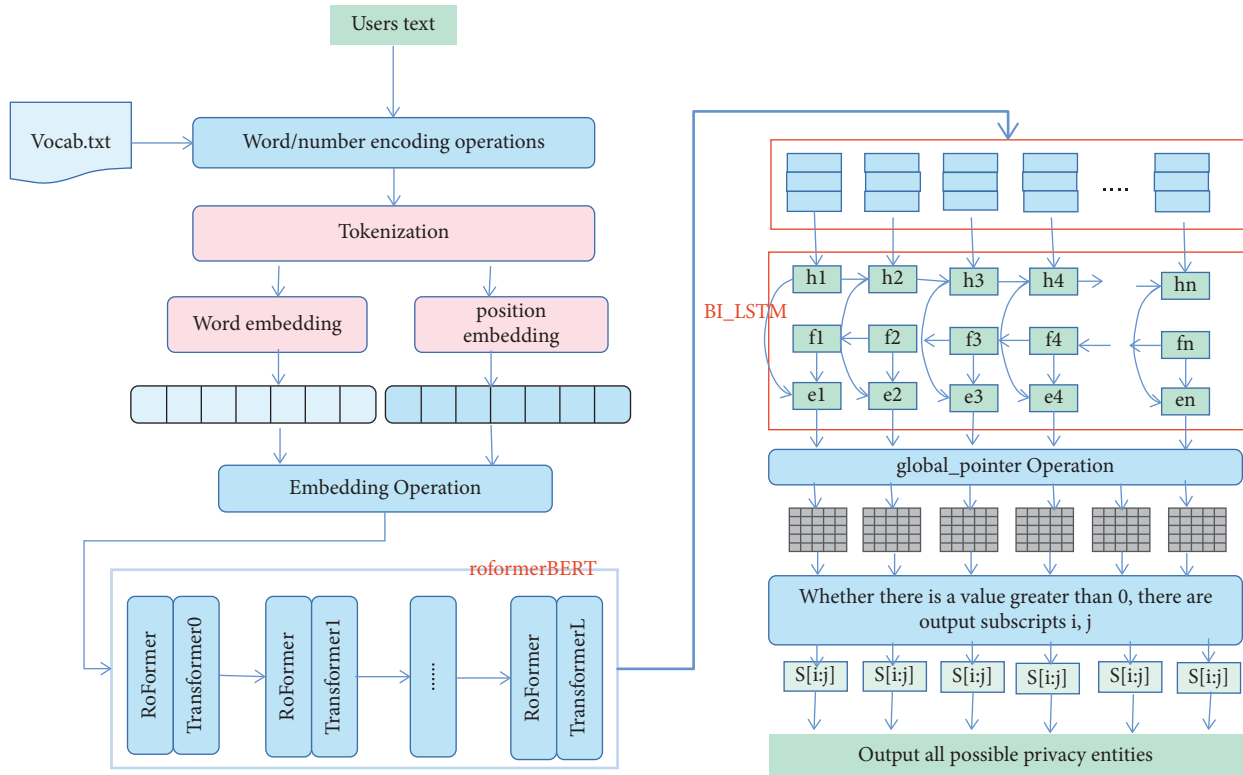 Users text
Vocab.txt
Word/number encoding operations
Tokenization
Word embedding
position
embedding
Embedding Operation
roformerBERT
RoFormer
Transformer0
RoFormer
Transformer1
......
RoFormer
TransformerL
....
BI_LSTM
h1
h2
h3
h4
hn
f1
f2
f3
f4
fn
e1
e2
e3
e4
en
global_pointer Operation
Whether there is a value greater than 0, there are
output subscripts i, j
S[i:j]
S[i:j]
S[i:j]
S[i:j]
S[i:j]
S[i:j]
Output all possible privacy entities